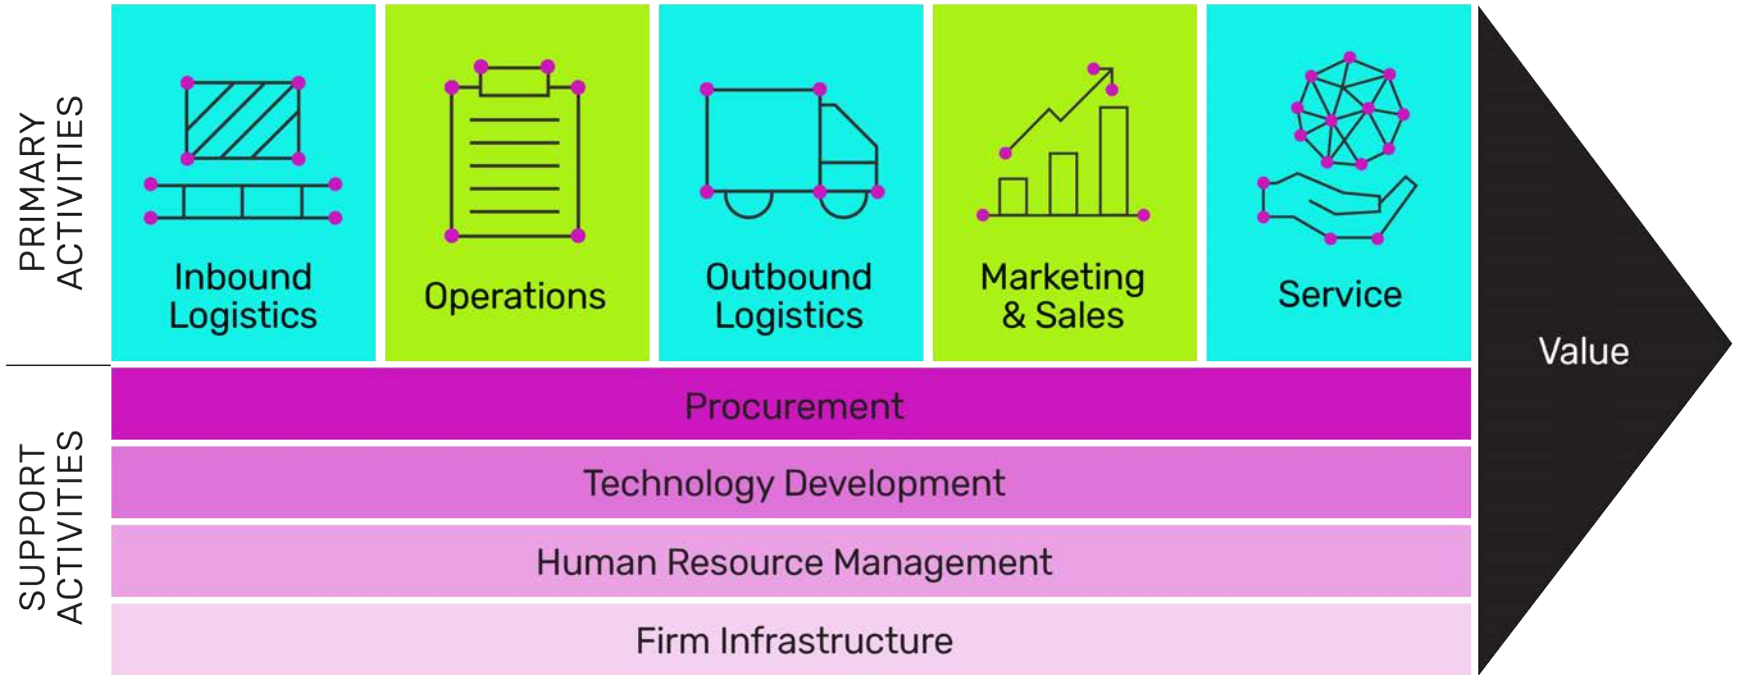 PRIMARY
ACTIVITIES
Inbound
Logistics
Operations
Outbound
Logistics
Marketing
& Sales
Service
Value
SUPPORT
ACTIVITIES
Procurement
Technology Development
Human Resource Management
Firm Infrastructure